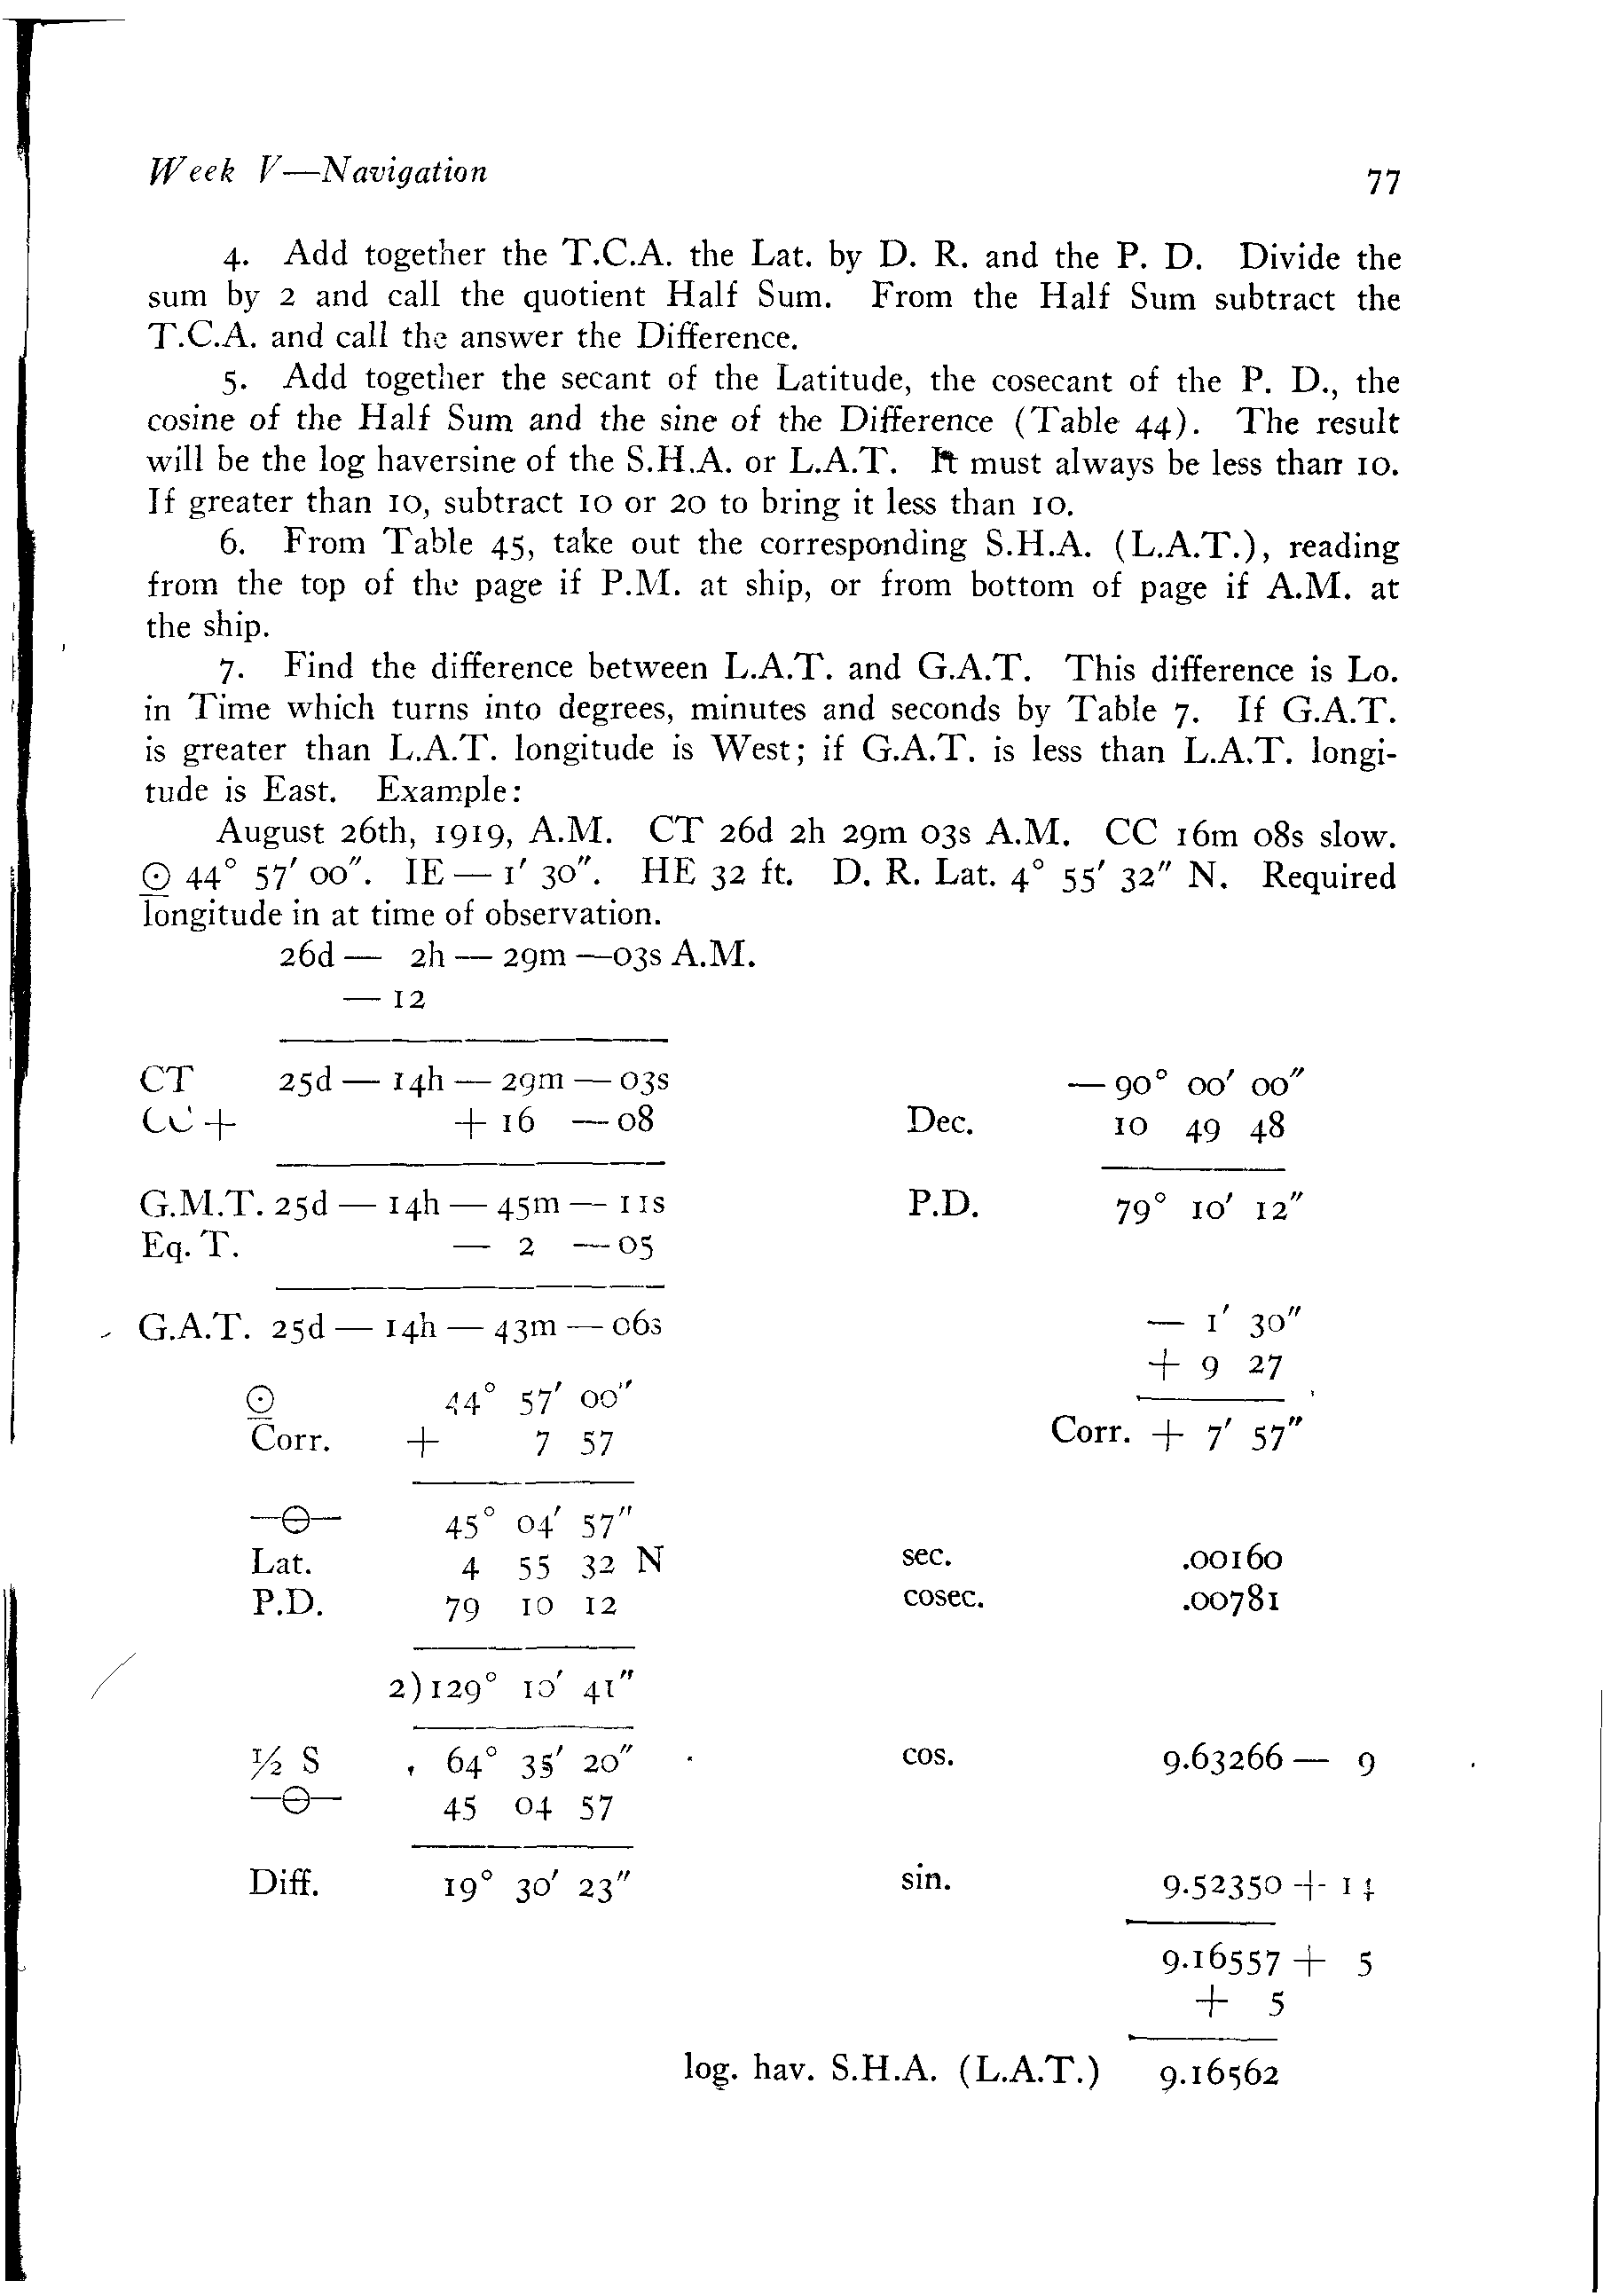 Week V—Navigation 77
4. Add together the T.C.A. the Lat. by D. R. and the P. D. Divide the
sum by 2 and call the quotient Half Sum. From the Half Sum subtract the
T.C.A. and call the answer the Difference.
5. Add together the secant of the Latitude, the cosecant of the P. D., the
cosine of the Half Sum and the sine of the Difference (Table 44). The result
will be the log haversine of the S.H.A. or L.A.T. It must always be less than 10.
If greater than 10, subtract 10 or 20 to bring it less than 10.
6. From Table 45, take out the corresponding S.H.A. (L.A.T.), reading
from the top of the page if P.M. at ship, or from bottom of page if A.M. at
the ship.
7. Find the difference between L.A.T. and G.A.T. This difference is Lo.
in Time which turns into degrees, minutes and seconds by Table 7. If G.A.T.
is greater than L.A.T. longitude is West; if G.A.T. is less than L.A.T. longi-
tude is East. Example:
August 26th, 1919, A.M. CT 26d 2h 29m 03s A.M. CC 16m 08s slow.
☉ 44° 57′ 00″. IE — 1′ 30″. HE 32 ft. D. R. Lat. 4° 55′ 32″ N. Required
longitude in at time of observation.
26d — 2h — 29m —03s A.M.
— 12
CT 25d — 14h — 29m — 03s — 90° 00′ 00″
CC + + 16 — 08 Dec. 10 49 48
G.M.T. 25d — 14h — 45m — 11s P.D. 79° 10′ 12″
Eq. T. — 2 — 05
G.A.T. 25d — 14h — 43m — 06s — 1′ 30″
+ 9 27
☉ 44° 57′ 00″
Corr. + 7 57 Corr. + 7′ 57″
—⊖— 45° 04′ 57″
Lat. 4 55 32 N sec. .00160
P.D. 79 10 12 cosec. .00781
2)129° 10′ 41″
½ S 64° 35′ 20″ cos. 9.63266 — 9
—⊖— 45 04 57
Diff. 19° 30′ 23″ sin. 9.52350 + 14
9.16557 + 5
+ 5
log. hav. S.H.A. (L.A.T.) 9.16562